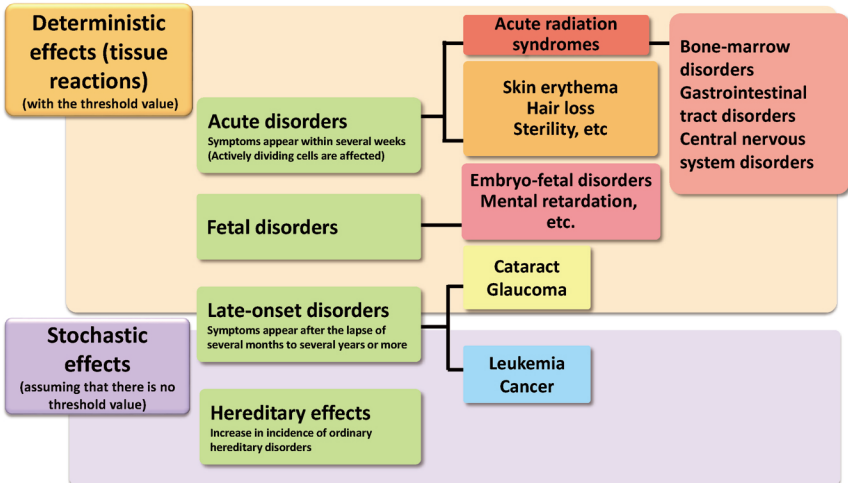 Deterministic
effects (tissue
reactions)
(with the threshold value)
Acute disorders
Symptoms appear within several weeks
(Actively dividing cells are affected)
Acute radiation
syndromes
Bone-marrow
disorders
Gastrointestinal
tract disorders
Central nervous
system disorders
Skin erythema
Hair loss
Sterility, etc
Fetal disorders
Embryo-fetal disorders
Mental retardation,
etc.
Late-onset disorders
Symptoms appear after the lapse of
several months to several years or more
Cataract
Glaucoma
Stochastic
effects
(assuming that there is no
threshold value)
Leukemia
Cancer
Hereditary effects
Increase in incidence of ordinary
hereditary disorders